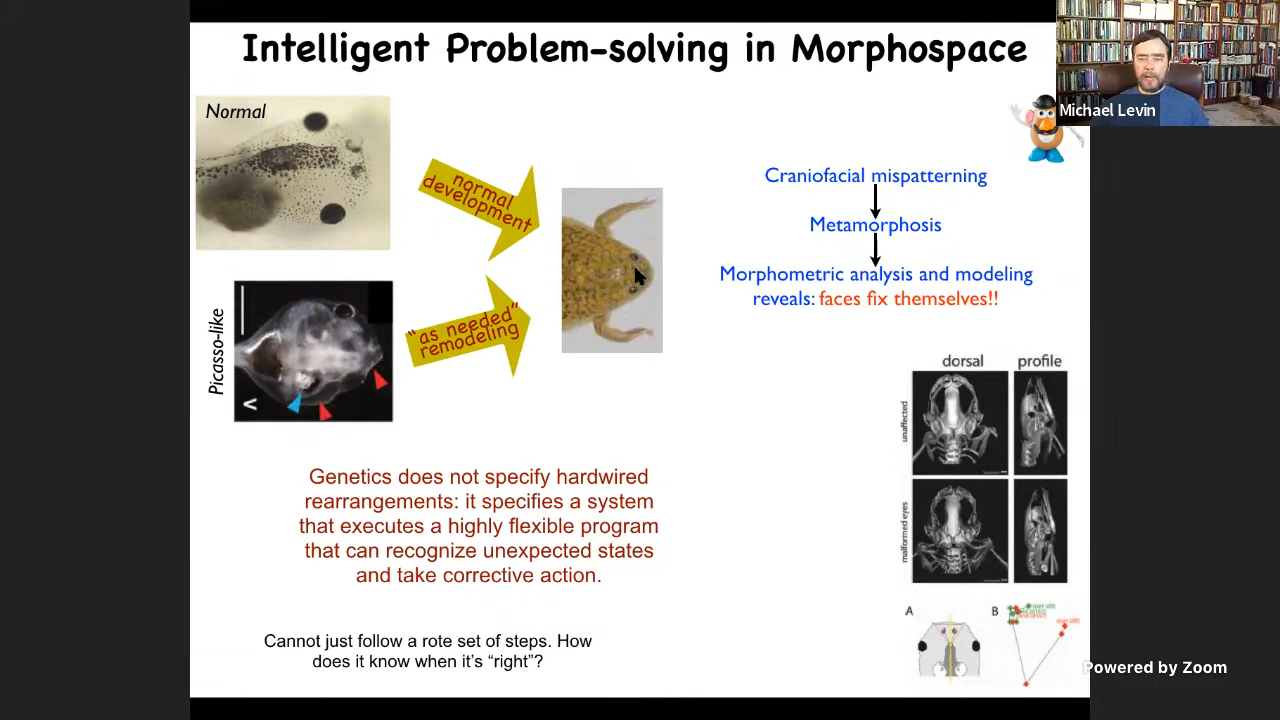 Intelligent Problem-solving in Morphospace
Michael Levin
Normal
normal
development
Picasso-like
"as needed"
remodeling
Craniofacial mispatterning
Metamorphosis
Morphometric analysis and modeling
reveals: faces fix themselves!!
Genetics does not specify hardwired
rearrangements: it specifies a system
that executes a highly flexible program
that can recognize unexpected states
and take corrective action.
Cannot just follow a rote set of steps. How
does it know when it's "right"?
dorsal
profile
unaffected
malformed eyes
A
B
Powered by Zoom